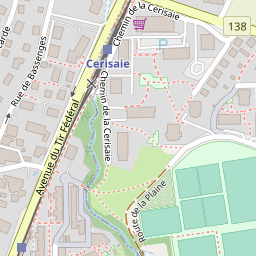 Chemin de la Cerisaie
138
Cerisaie
Rue de Bassenges
Chemin de la Cerisaie
Avenue du Tir Fédéral
Route de la Plaine